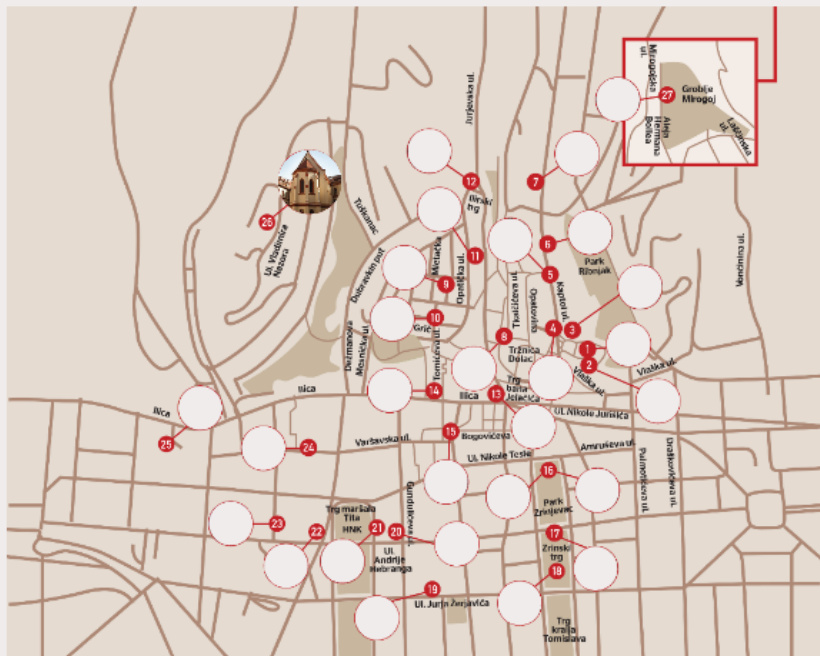 Mirogojska
ul.
27
Groblje
Mirogoj
Aleja
Hermana
Bollea
Laščinska
ul.
Jurjevska ul.
12
7
Ilirski
trg
Tuškanac
26
Ul. Vladimira
Nazora
Dubravkin put
Mletačka
Opatička ul.
11
9
10
Grič
6
5
Park
Ribnjak
Vončinina ul.
Tkalčićeva ul.
Opatovina
Kaptol ul.
4
3
8
1
2
Tržnica
Dolac
Vlaška ul.
Vlaška ul.
Dežmanova
Mesnička ul.
Tomićeva ul.
Ilica
Ilica
Ilica
14
13
Trg
bana
Jelačića
Ul. Nikole Jurišića
25
24
Varšavska ul.
15
Bogovićeva
Ul. Nikole Tesle
Amruševa ul.
Palmotićeva ul.
Draškovićeva ul.
16
Park
Zrinjevac
Gundulićeva ul.
23
22
Trg maršala
Tita
HNK
21
20
Ul.
Andrije
Hebranga
17
Zrinski
trg
18
19
Ul. Jurja Žerjavića
Trg
kralja
Tomislava